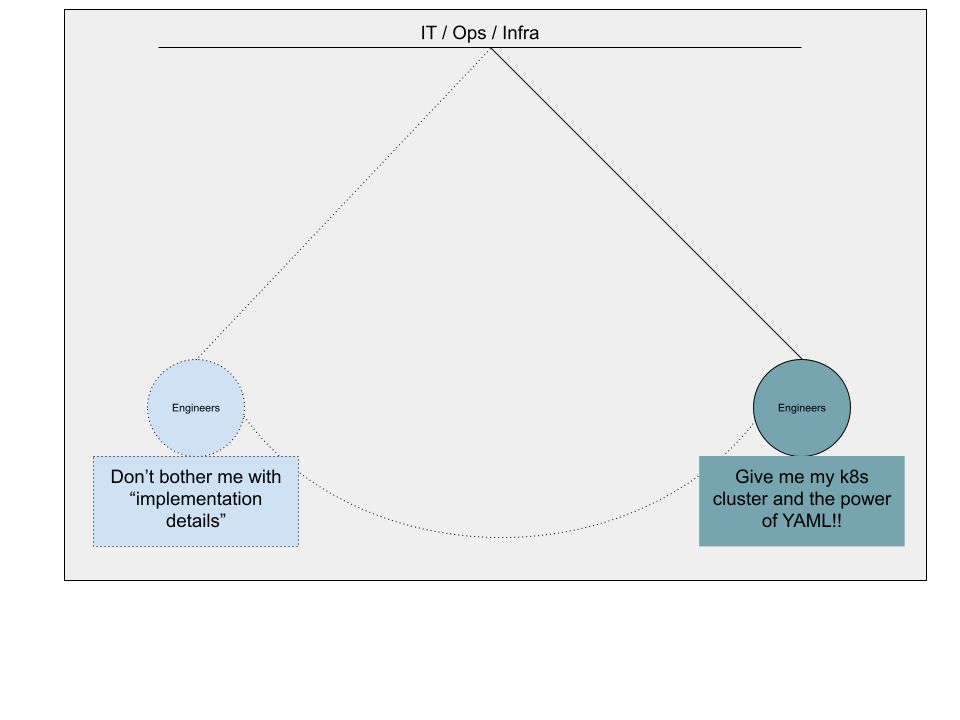 IT / Ops / Infra
Engineers
Engineers
Don’t bother me with
“implementation
details”
Give me my k8s
cluster and the power
of YAML!!